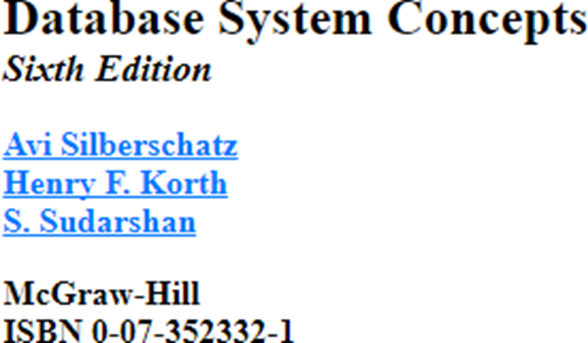 Database System Concepts
Sixth Edition
Avi Silberschatz
Henry F. Korth
S. Sudarshan
McGraw-Hill
ISBN 0-07-352332-1